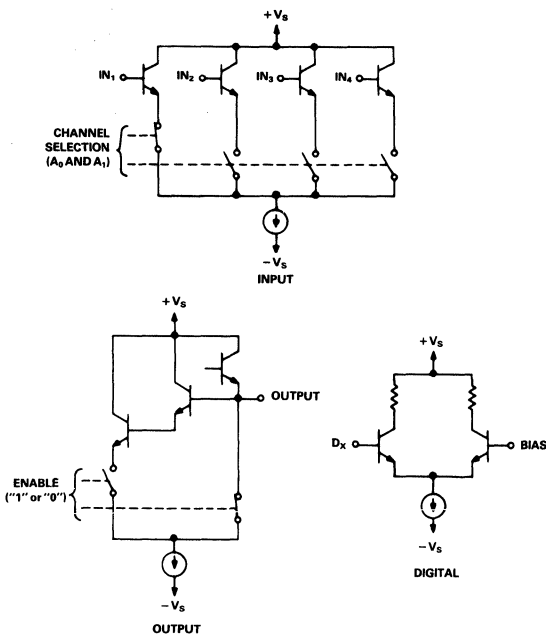 +VS
IN1
IN2
IN3
IN4
CHANNEL
SELECTION
(A0 AND A1)
−VS
INPUT
+VS
OUTPUT
ENABLE
("1" or "0")
−VS
OUTPUT
+VS
DX
BIAS
−VS
DIGITAL